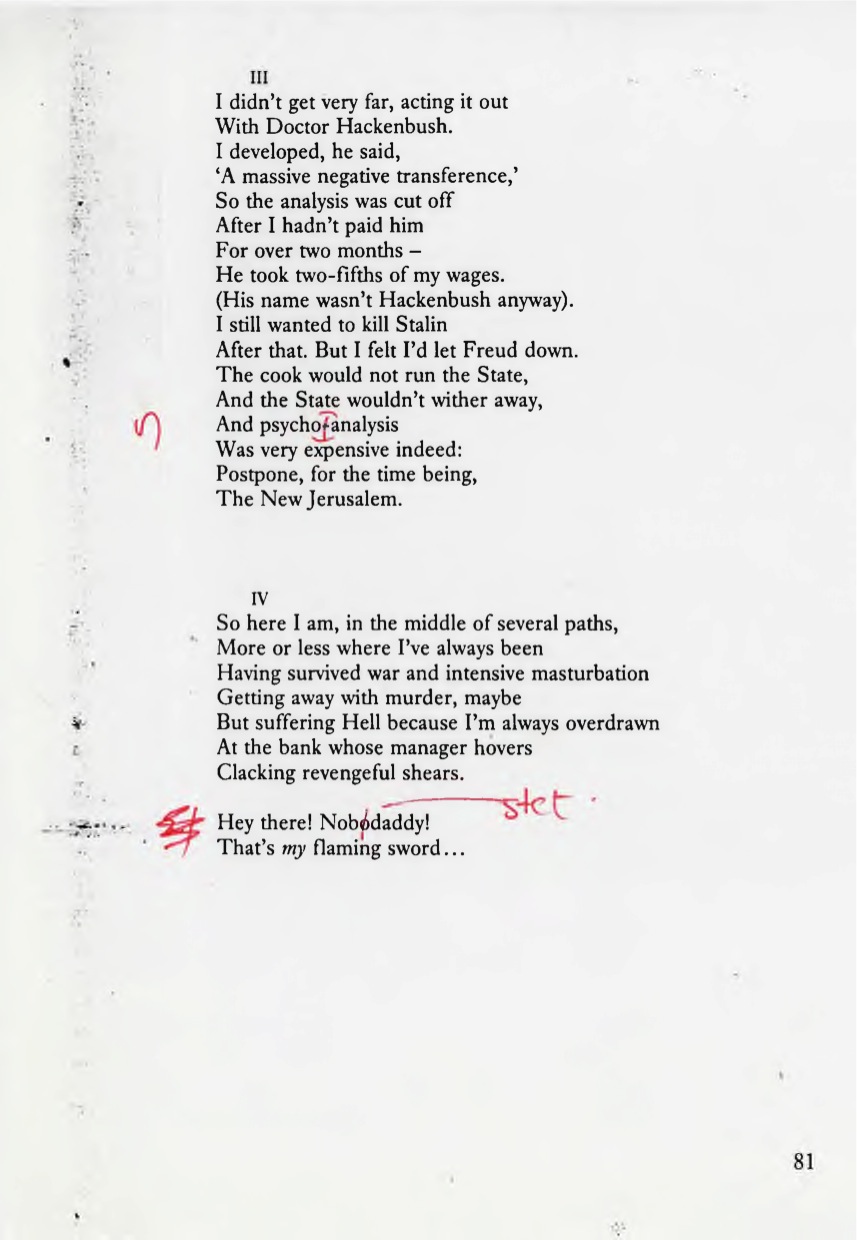 III
I didn't get very far, acting it out
With Doctor Hackenbush.
I developed, he said,
‘A massive negative transference,’
So the analysis was cut off
After I hadn't paid him
For over two months –
He took two-fifths of my wages.
(His name wasn't Hackenbush anyway).
I still wanted to kill Stalin
After that. But I felt I'd let Freud down.
The cook would not run the State,
And the State wouldn't wither away,
And psycho-analysis
Was very expensive indeed:
Postpone, for the time being,
The New Jerusalem.
IV
So here I am, in the middle of several paths,
More or less where I've always been
Having survived war and intensive masturbation
Getting away with murder, maybe
But suffering Hell because I'm always overdrawn
At the bank whose manager hovers
Clacking revengeful shears.
stet
Hey there! Nobodaddy!
That's my flaming sword...
81